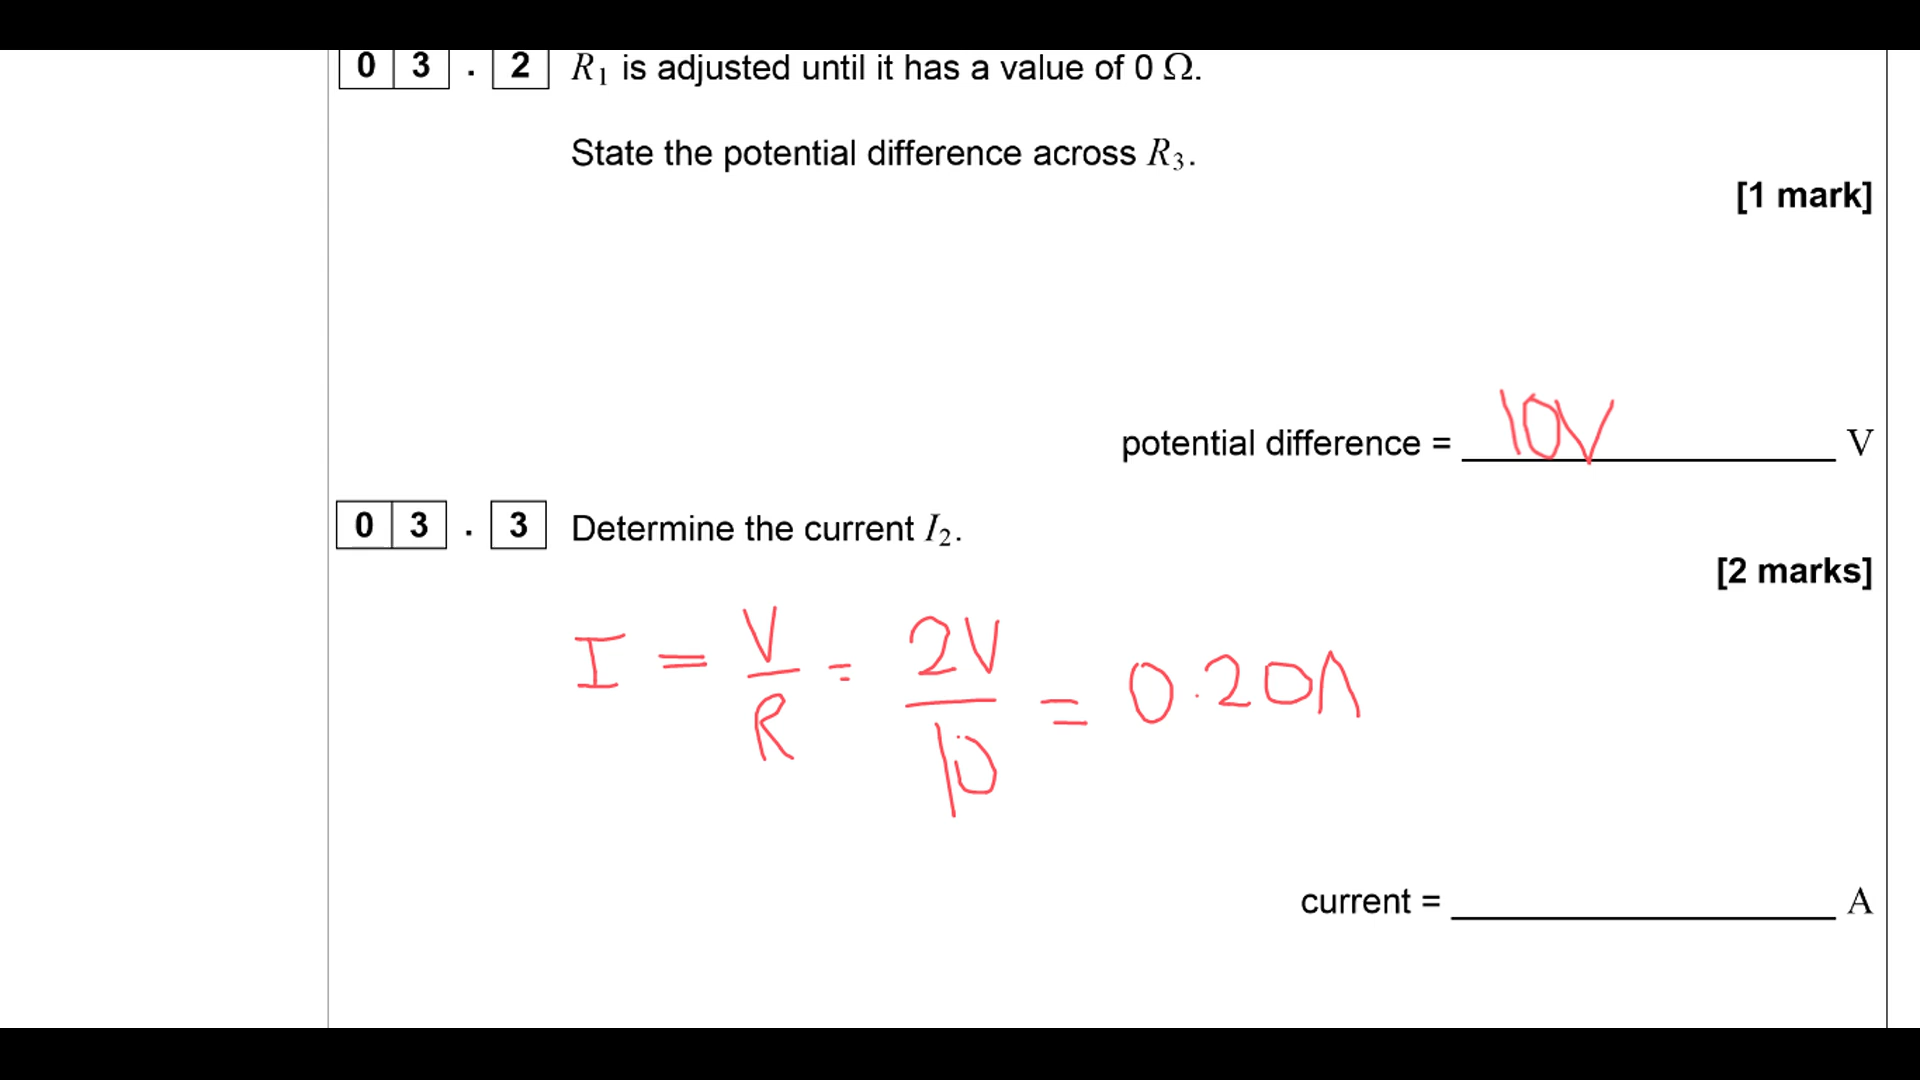 0 3 . 2 R₁ is adjusted until it has a value of 0 Ω.
State the potential difference across R₃.
[1 mark]
potential difference = 10V V
0 3 . 3 Determine the current I₂.
[2 marks]
I = V/R = 2V/10 = 0.20A
current = A